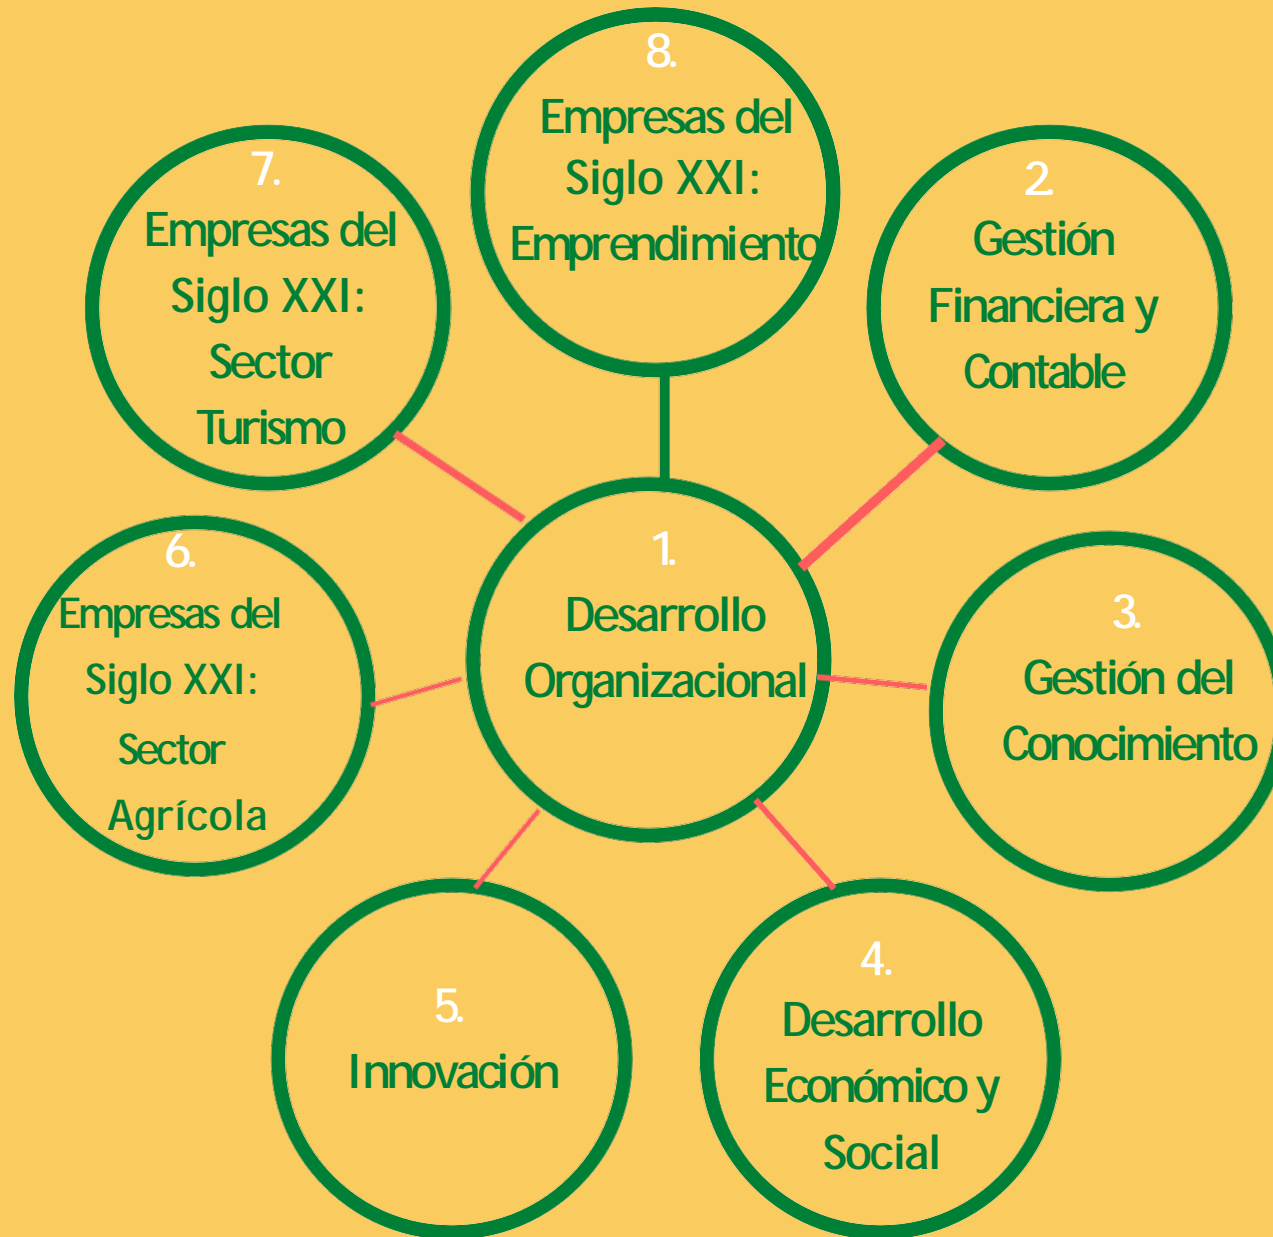 8.
Empresas del
Siglo XXI:
Emprendimiento
7.
Empresas del
Siglo XXI:
Sector
Turismo
2.
Gestión
Financiera y
Contable
6.
Empresas del
Siglo XXI:
Sector
Agrícola
1.
Desarrollo
Organizacional
3.
Gestión del
Conocimiento
5.
Innovación
4.
Desarrollo
Económico y
Social